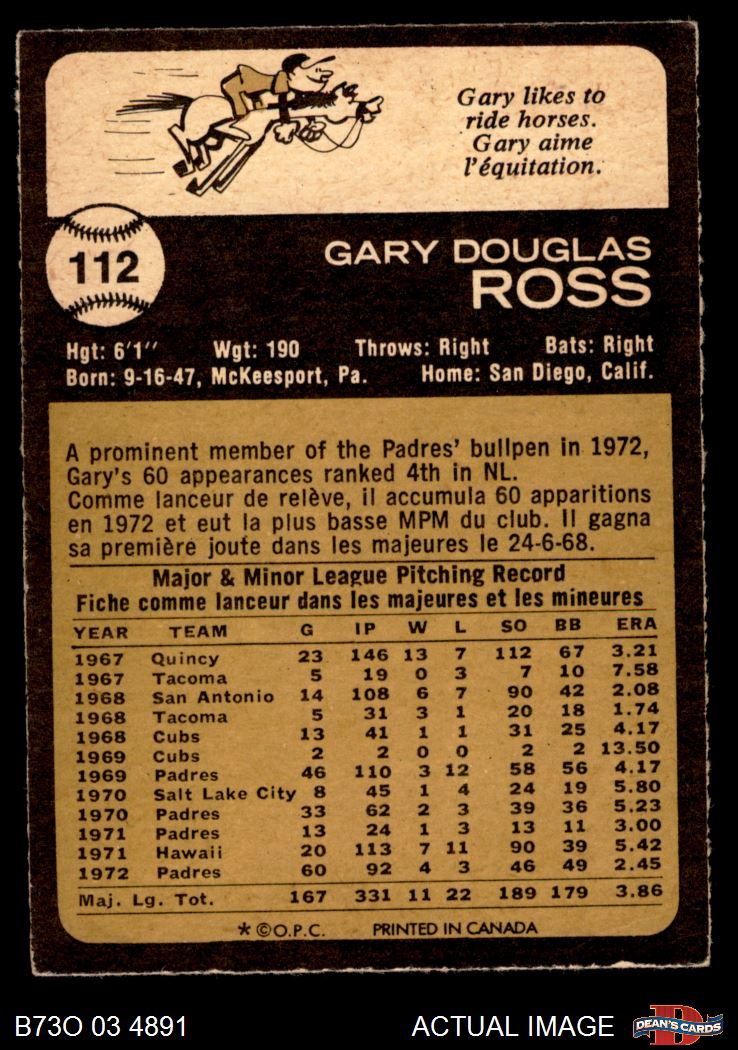 Gary likes to
ride horses.
Gary aime
l'équitation.
112
GARY DOUGLAS
ROSS
Hgt: 6'1" Wgt: 190 Throws: Right Bats: Right
Born: 9-16-47, McKeesport, Pa. Home: San Diego, Calif.
A prominent member of the Padres' bullpen in 1972,
Gary's 60 appearances ranked 4th in NL.
Comme lanceur de relève, il accumula 60 apparitions
en 1972 et eut la plus basse MPM du club. Il gagna
sa première joute dans les majeures le 24-6-68.
Major & Minor League Pitching Record
Fiche comme lanceur dans les majeures et les mineures
YEAR TEAM G IP W L SO BB ERA
1967 Quincy 23 146 13 7 112 67 3.21
1967 Tacoma 5 19 0 3 7 10 7.58
1968 San Antonio 14 108 6 7 90 42 2.08
1968 Tacoma 5 31 3 1 20 18 1.74
1968 Cubs 13 41 1 1 31 25 4.17
1969 Cubs 2 2 0 0 2 2 13.50
1969 Padres 46 110 3 12 58 56 4.17
1970 Salt Lake City 8 45 1 4 24 19 5.80
1970 Padres 33 62 2 3 39 36 5.23
1971 Padres 13 24 1 3 13 11 3.00
1971 Hawaii 20 113 7 11 90 39 5.42
1972 Padres 60 92 4 3 46 49 2.45
Maj. Lg. Tot. 167 331 11 22 189 179 3.86
* © O.P.C. PRINTED IN CANADA
B73O 03 4891 ACTUAL IMAGE D DEAN'S CARDS